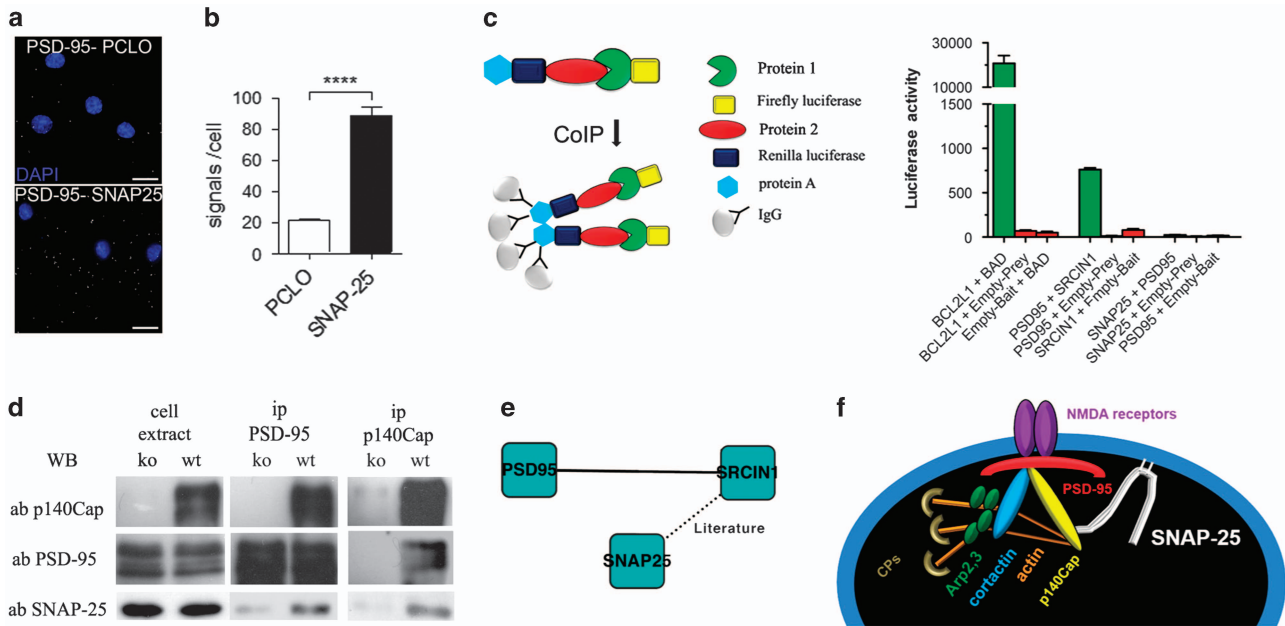 a
PSD-95- PCLO
DAPI
PSD-95- SNAP25
b
****
signals /cell
100
80
60
40
20
0
PCLO
SNAP-25
c
CoIP
Protein 1
Firefly luciferase
Protein 2
Renilla luciferase
protein A
IgG
Luciferase activity
30000
10000
1500
1000
500
0
BCL2L1 + BAD
BCL2L1 + Empty-Prey
Empty-Bait + BAD
PSD95 + SRCIN1
PSD95 + Empty-Prey
SRCIN1 + Fmpty-Bait
SNAP25 + PSD95
SNAP25 + Empty-Prey
PSD95 + Empty-Bait
d
cell extract
ip PSD-95
ip p140Cap
WB
ko wt ko wt ko wt
ab p140Cap
ab PSD-95
ab SNAP-25
e
PSD95
SRCIN1
Literature
SNAP25
f
NMDA receptors
PSD-95
SNAP-25
CPs
Arp2,3
cortactin
actin
p140Cap